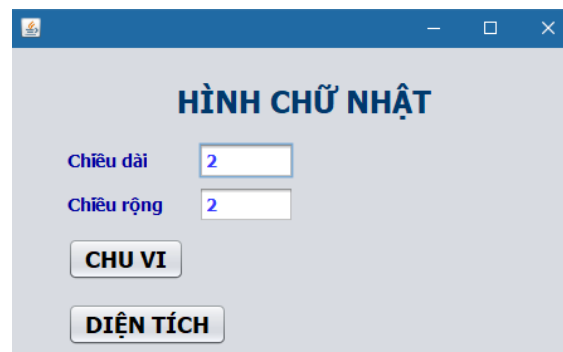 HÌNH CHỮ NHẬT
Chiều dài 2
Chiều rộng 2
CHU VI
DIỆN TÍCH